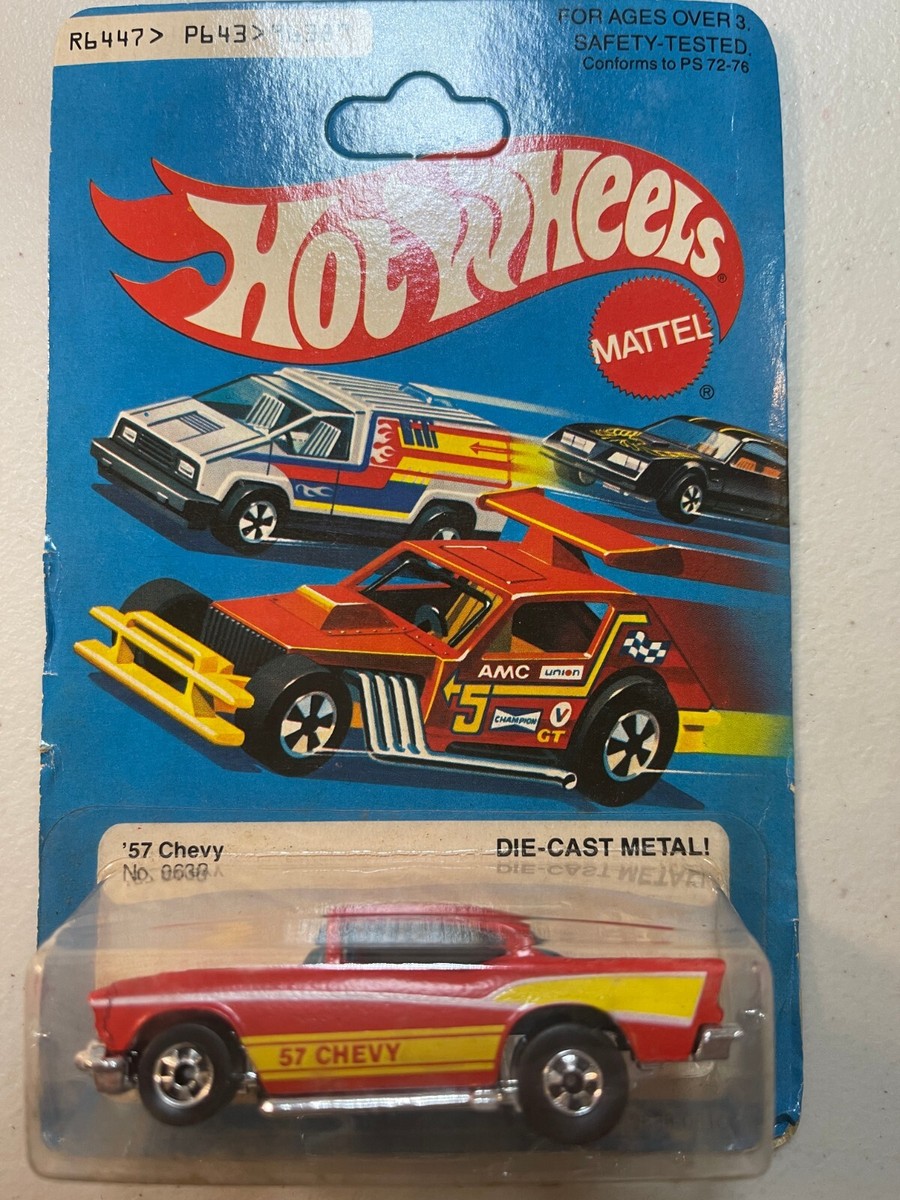 R6447> P643>
FOR AGES OVER 3.
SAFETY-TESTED.
Conforms to PS 72-76
HOT WHEELS®
MATTEL
®
AMC union
5 CHAMPION V
GT
'57 Chevy
DIE-CAST METAL!
No.
57 CHEVY